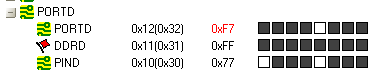 PORTD
PORTD 0x12(0x32) 0xF7
DDRD 0x11(0x31) 0xFF
PIND 0x10(0x30) 0x77